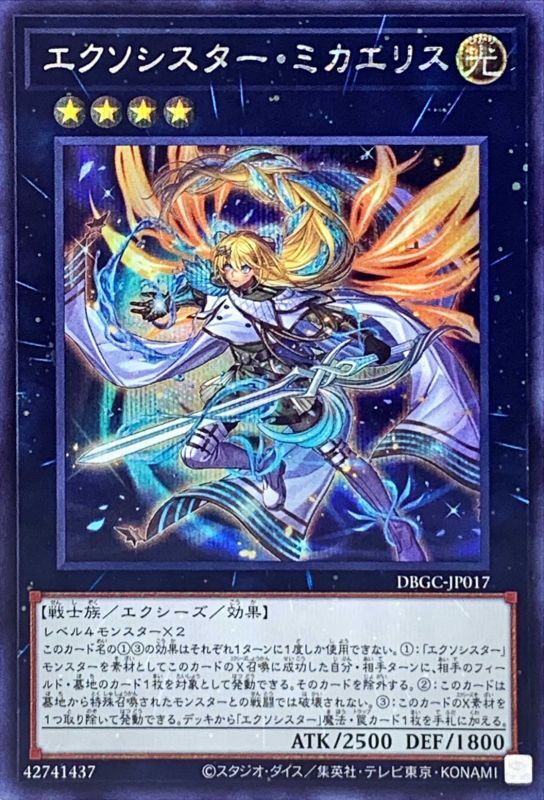 エクソシスター・ミカエリス 光
DBGC-JP017
【戦士族／エクシーズ／効果】
レベル4モンスター×2
このカード名の①③の効果はそれぞれ1ターンに1度しか使用できない。①：「エクソシスター」
モンスターを素材としてこのカードのX召喚に成功した自分・相手ターンに、相手のフィー
ルド・墓地のカード1枚を対象として発動できる。そのカードを除外する。②：このカードは
墓地から特殊召喚されたモンスターとの戦闘では破壊されない。③：このカードのX素材を
1つ取り除いて発動できる。デッキから「エクソシスター」魔法・罠カード1枚を手札に加える。
ATK/2500 DEF/1800
42741437 ©スタジオ・ダイス／集英社・テレビ東京・KONAMI